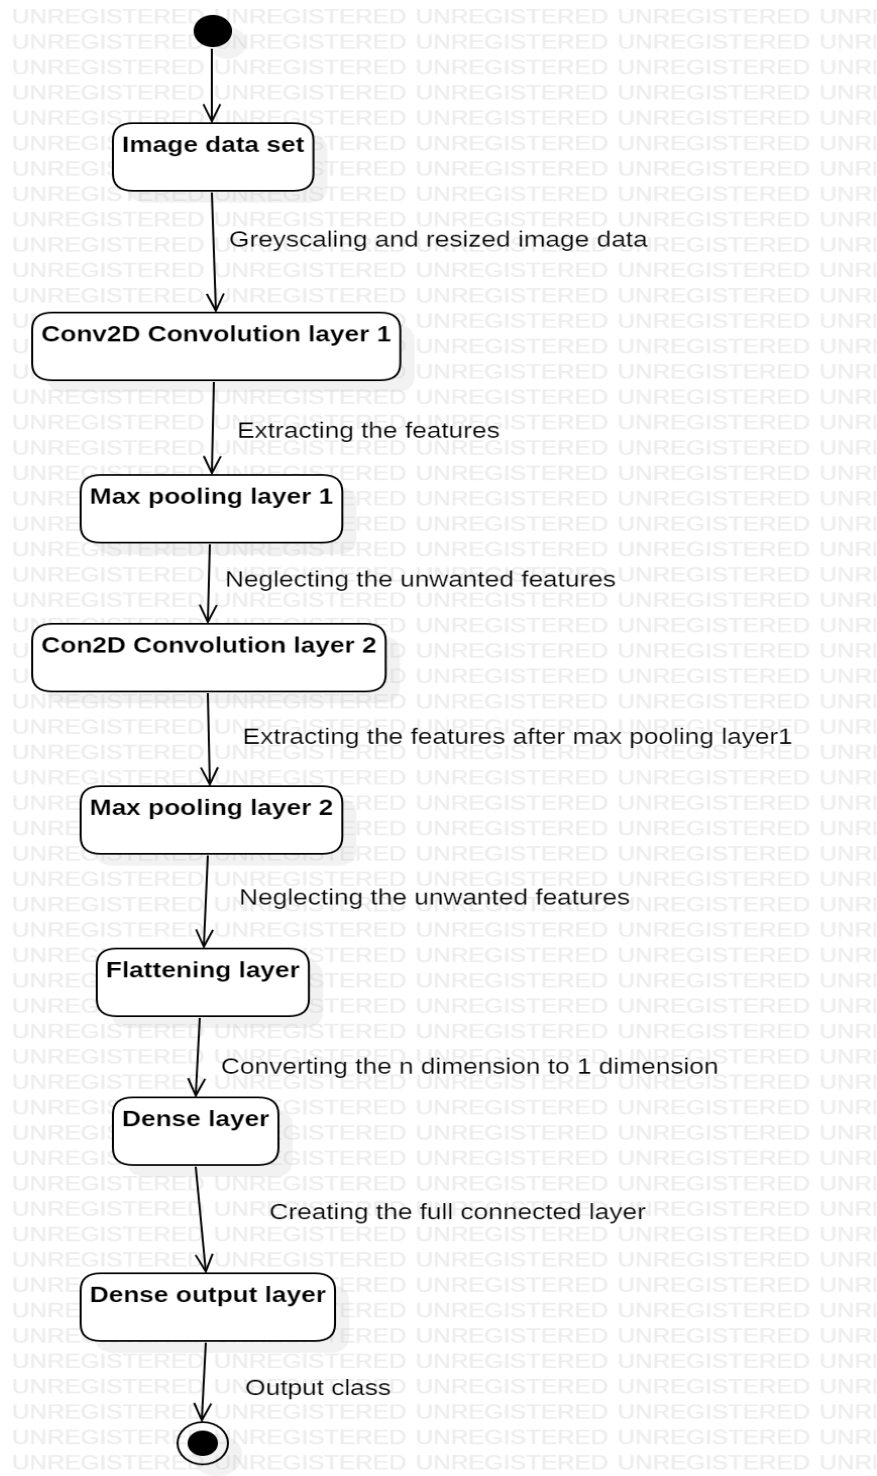 Image data set
Greyscaling and resized image data
Conv2D Convolution layer 1
Extracting the features
Max pooling layer 1
Neglecting the unwanted features
Con2D Convolution layer 2
Extracting the features after max pooling layer1
Max pooling layer 2
Neglecting the unwanted features
Flattening layer
Converting the n dimension to 1 dimension
Dense layer
Creating the full connected layer
Dense output layer
Output class
UNREGISTERED